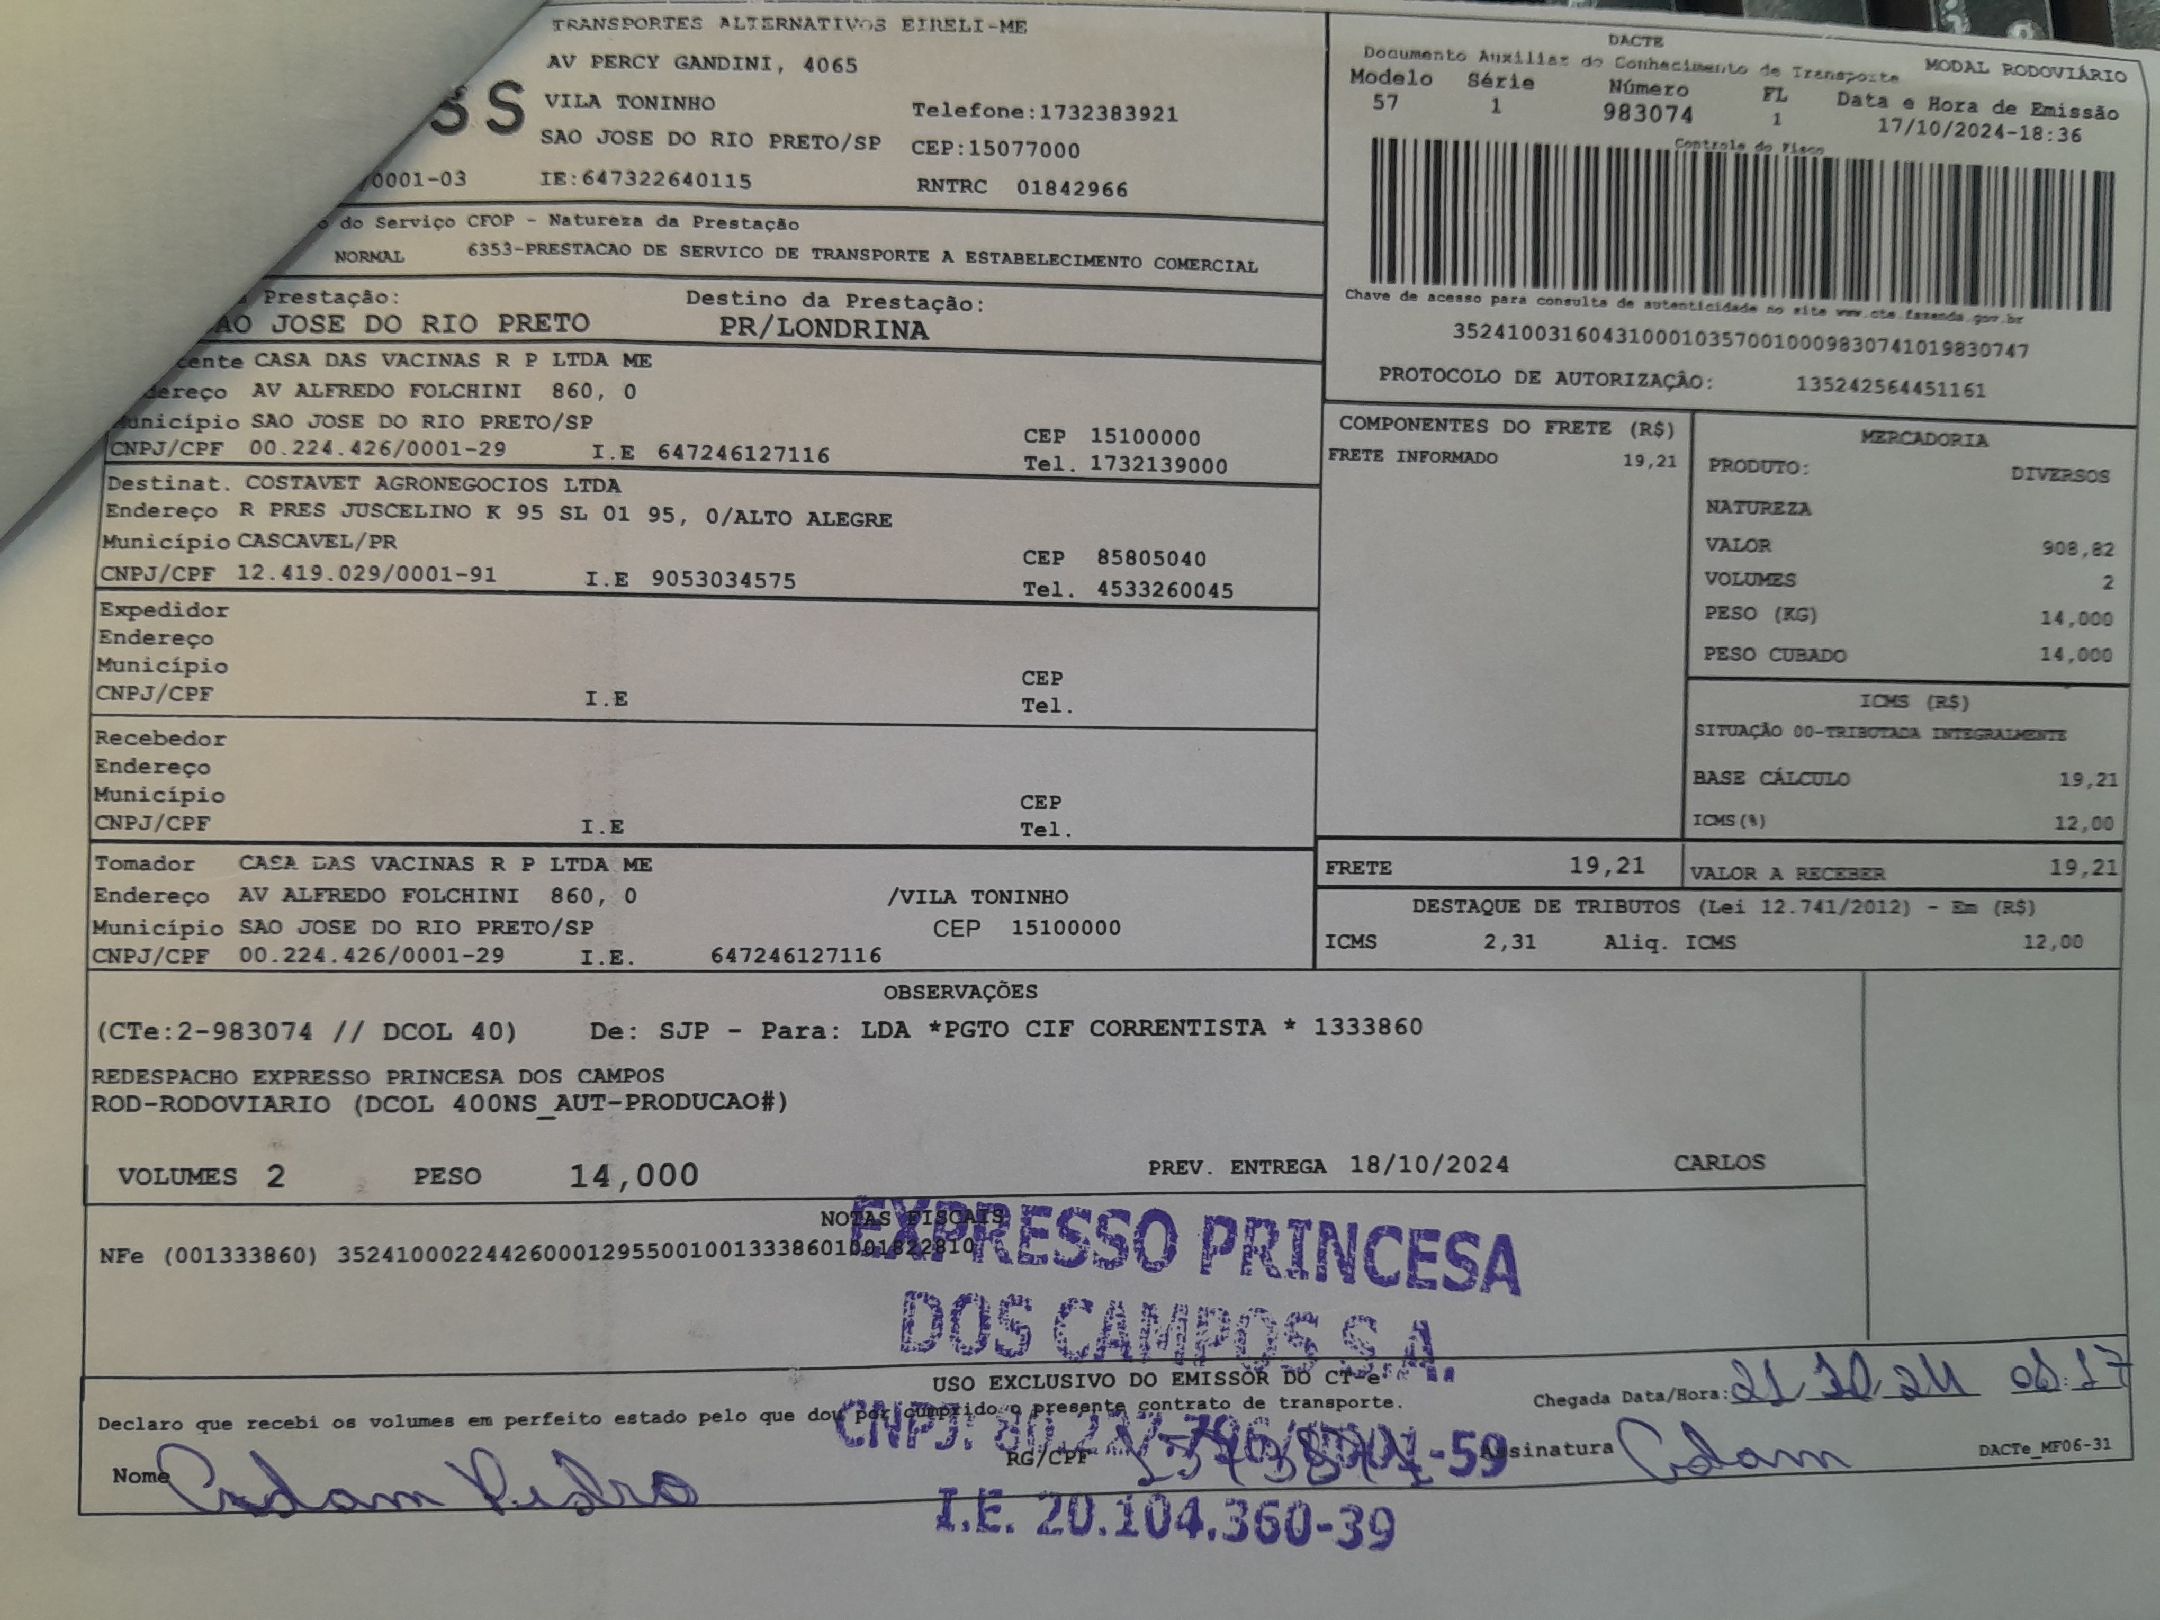 TRANSPORTES ALTERNATIVOS EIRELI-ME
AV PERCY GANDINI, 4065
SS VILA TONINHO Telefone:1732383921
SAO JOSE DO RIO PRETO/SP CEP:15077000
/0001-03 IE:647322640115 RNTRC 01842966
DACTE
Documento Auxiliar do Conhecimento de Transporte MODAL RODOVIÁRIO
Modelo Série Número FL Data e Hora de Emissão
57 1 983074 1 17/10/2024-18:36
Controle do Fisco
Chave de acesso para consulta de autenticidade no site www.cte.fazenda.gov.br
35241003160431000103570010009830741019830747
PROTOCOLO DE AUTORIZAÇÃO: 135242564451161
do Serviço CFOP - Natureza da Prestação
NORMAL 6353-PRESTACAO DE SERVICO DE TRANSPORTE A ESTABELECIMENTO COMERCIAL
Prestação: Destino da Prestação:
AO JOSE DO RIO PRETO PR/LONDRINA
ente CASA DAS VACINAS R P LTDA ME
ereço AV ALFREDO FOLCHINI 860, 0
unicípio SAO JOSE DO RIO PRETO/SP CEP 15100000
CNPJ/CPF 00.224.426/0001-29 I.E 647246127116 Tel. 1732139000
Destinat. COSTAVET AGRONEGOCIOS LTDA
Endereço R PRES JUSCELINO K 95 SL 01 95, 0/ALTO ALEGRE
Município CASCAVEL/PR CEP 85805040
CNPJ/CPF 12.419.029/0001-91 I.E 9053034575 Tel. 4533260045
Expedidor
Endereço
Município CEP
CNPJ/CPF I.E Tel.
Recebedor
Endereço
Município CEP
CNPJ/CPF I.E Tel.
Tomador CASA DAS VACINAS R P LTDA ME
Endereço AV ALFREDO FOLCHINI 860, 0 /VILA TONINHO
Município SAO JOSE DO RIO PRETO/SP CEP 15100000
CNPJ/CPF 00.224.426/0001-29 I.E. 647246127116
COMPONENTES DO FRETE (R$)
FRETE INFORMADO 19,21
MERCADORIA
PRODUTO: DIVERSOS
NATUREZA
VALOR 908,82
VOLUMES 2
PESO (KG) 14,000
PESO CUBADO 14,000
ICMS (R$)
SITUAÇÃO 00-TRIBUTADA INTEGRALMENTE
BASE CÁLCULO 19,21
ICMS(%) 12,00
FRETE 19,21 VALOR A RECEBER 19,21
DESTAQUE DE TRIBUTOS (Lei 12.741/2012) - Em (R$)
ICMS 2,31 Aliq. ICMS 12,00
OBSERVAÇÕES
(CTe:2-983074 // DCOL 40) De: SJP - Para: LDA *PGTO CIF CORRENTISTA * 1333860
REDESPACHO EXPRESSO PRINCESA DOS CAMPOS
ROD-RODOVIARIO (DCOL 400NS_AUT-PRODUCAO#)
VOLUMES 2 PESO 14,000 PREV. ENTREGA 18/10/2024 CARLOS
NOTAS FISCAIS
NFe (001333860) 35241000224426000129550010013338601001822810
EXPRESSO PRINCESA
DOS CAMPOS S.A.
CNPJ: 80.227.796/0001-59
I.E. 20.104.360-39
USO EXCLUSIVO DO EMISSOR DO CT-e
Declaro que recebi os volumes em perfeito estado pelo que dou por cumprido o presente contrato de transporte.
Chegada Data/Hora: 21 10 24
Nome Adam Pedro RG/CPF Assinatura Adam
DACTe_MF06-31